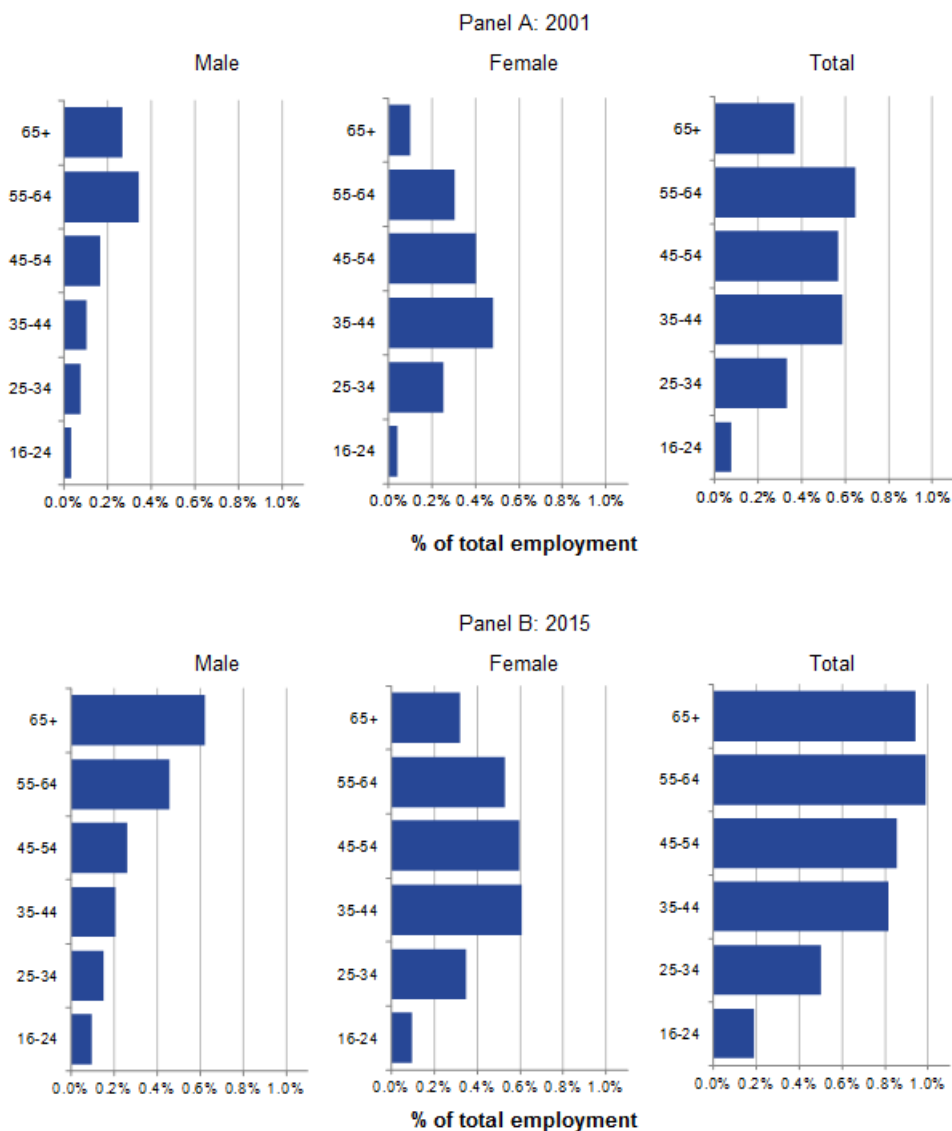 Panel A: 2001
Male Female Total
65+ 65+ 65+
55-64 55-64 55-64
45-54 45-54 45-54
35-44 35-44 35-44
25-34 25-34 25-34
16-24 16-24 16-24
0.0% 0.2% 0.4% 0.6% 0.8% 1.0% 0.0% 0.2% 0.4% 0.6% 0.8% 1.0% 0.0% 0.2% 0.4% 0.6% 0.8% 1.0%
% of total employment
Panel B: 2015
Male Female Total
65+ 65+ 65+
55-64 55-64 55-64
45-54 45-54 45-54
35-44 35-44 35-44
25-34 25-34 25-34
16-24 16-24 16-24
0.0% 0.2% 0.4% 0.6% 0.8% 1.0% 0.0% 0.2% 0.4% 0.6% 0.8% 1.0% 0.0% 0.2% 0.4% 0.6% 0.8% 1.0%
% of total employment